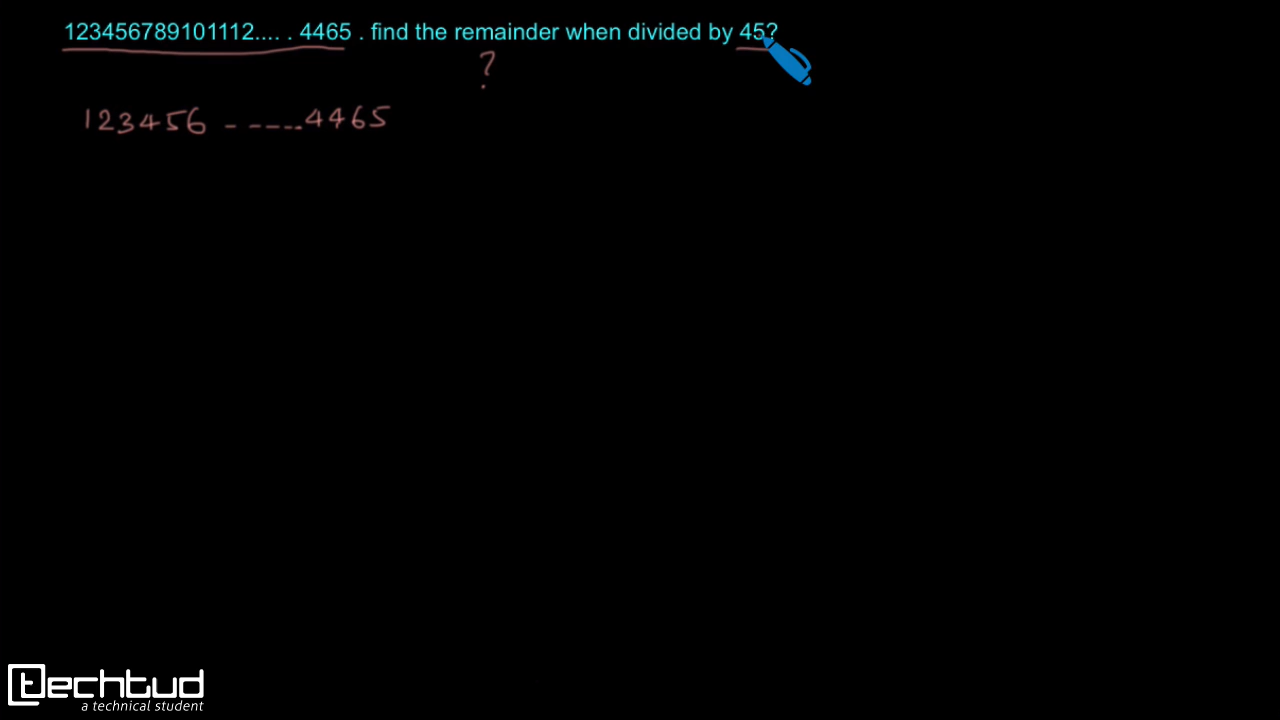 123456789101112.... . 4465 . find the remainder when divided by 45?
?
123456 - ----..4465
techtud
a technical student